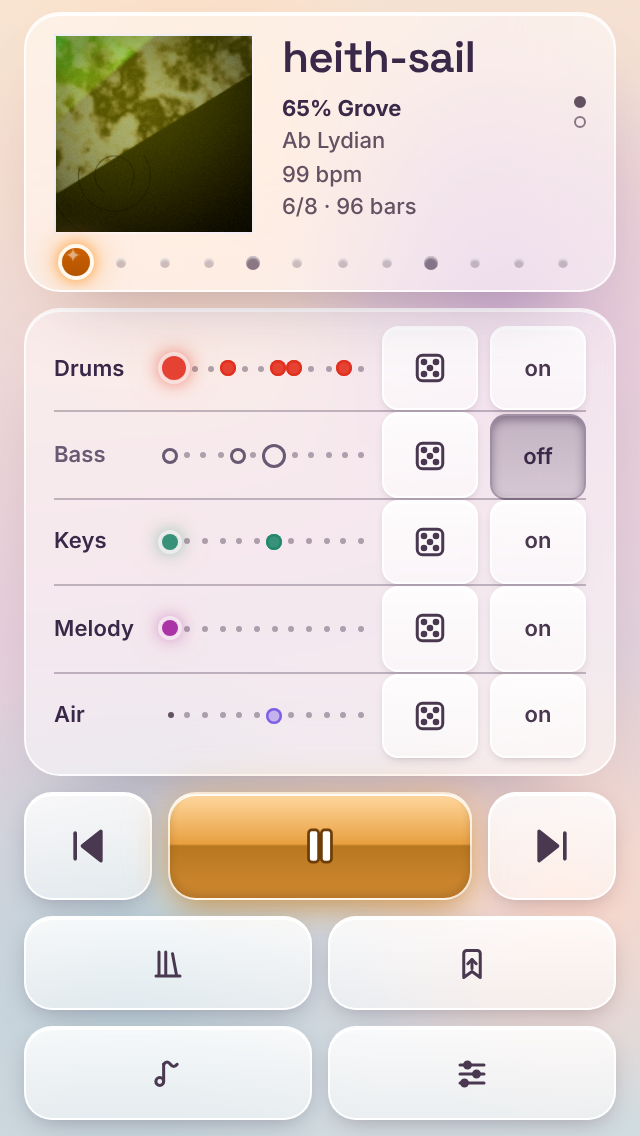 heith-sail
65% Grove
Ab Lydian
99 bpm
6/8 · 96 bars
Drums
on
Bass
off
Keys
on
Melody
on
Air
on